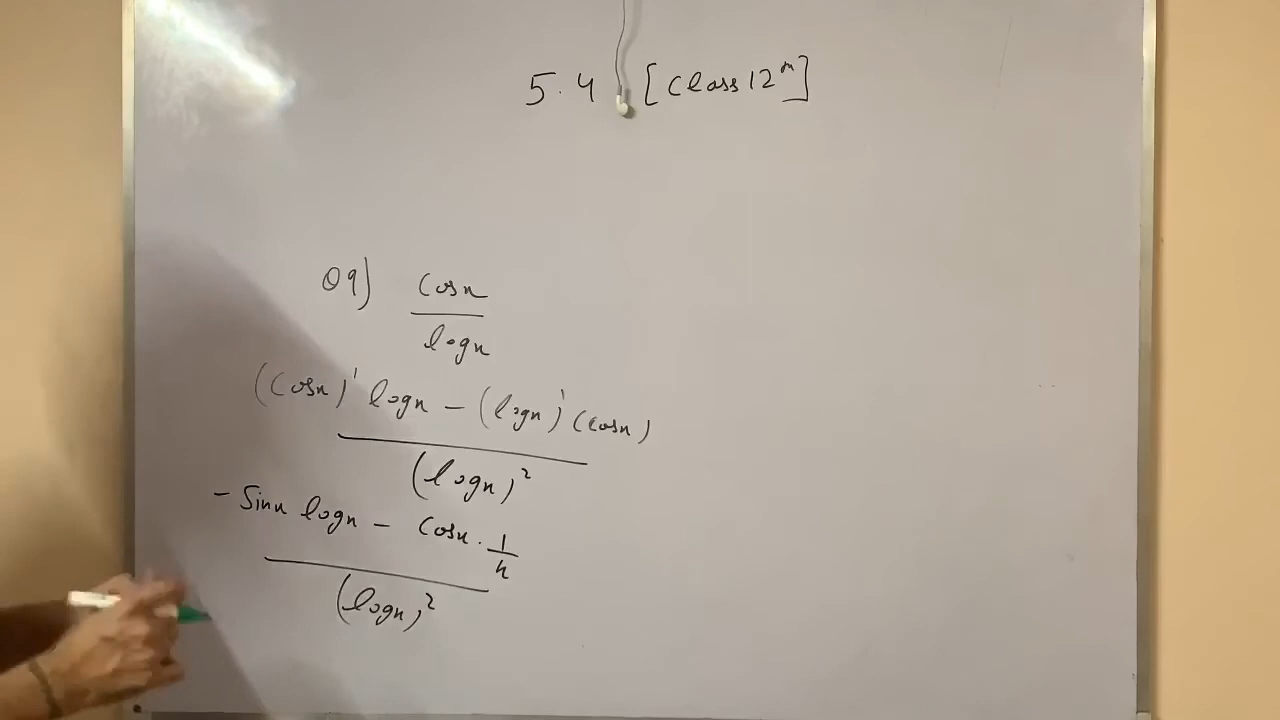 5.4 [Class 12th]
Q9) Cosx
logx
(Cosx)' logx - (logx)' (Cosx)
(logx)²
- Sinx logx - Cosx . 1
x
(logx)²